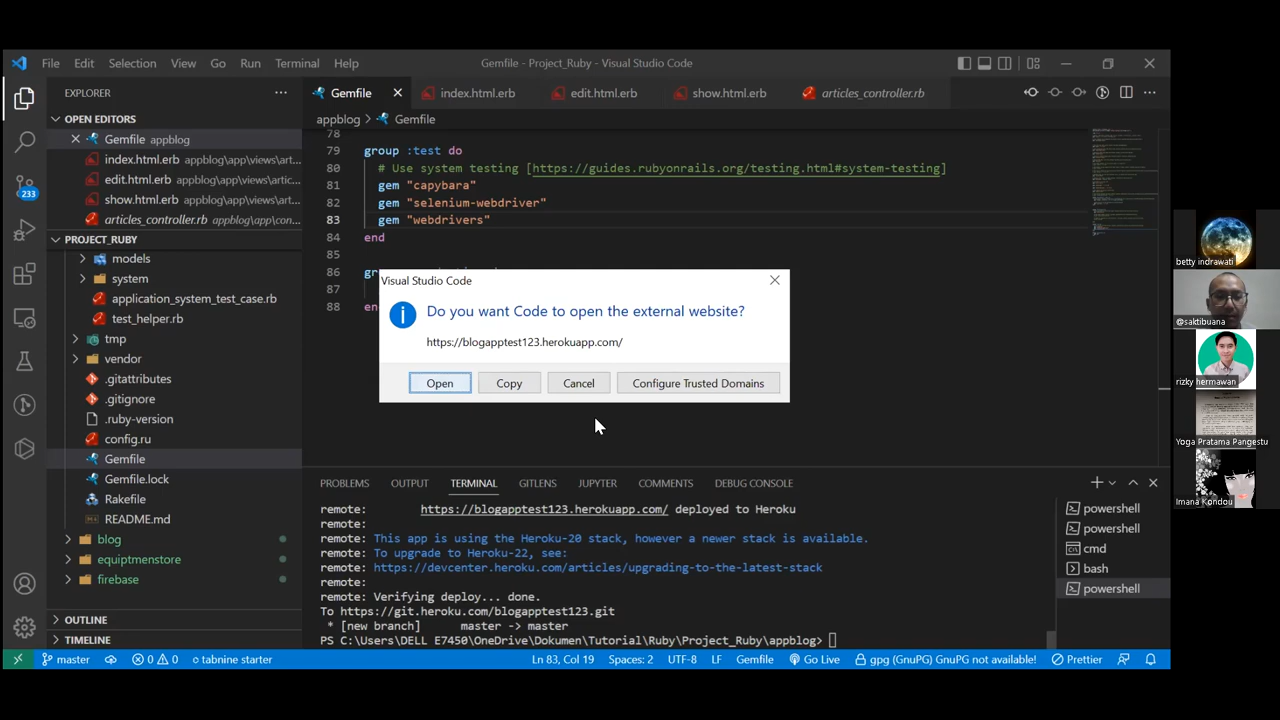 File Edit Selection View Go Run Terminal Help
Gemfile - Project_Ruby - Visual Studio Code
EXPLORER
OPEN EDITORS
Gemfile appblog
index.html.erb appblog\app\views\art...
edit.html.erb appblog\app\views\artic...
show.html.erb appblog\app\views\art...
articles_controller.rb appblog\app\con...
PROJECT_RUBY
models
system
application_system_test_case.rb
test_helper.rb
tmp
vendor
.gitattributes
.gitignore
.ruby-version
config.ru
Gemfile
Gemfile.lock
Rakefile
README.md
blog
equiptmenstore
firebase
OUTLINE
TIMELINE
233
Gemfile
index.html.erb
edit.html.erb
show.html.erb
articles_controller.rb
appblog > Gemfile
78
79 group :test do
80 # Use system testing [https://guides.rubyonrails.org/testing.html#system-testing]
81 gem "capybara"
82 gem "selenium-webdriver"
83 gem "webdrivers"
84 end
85
86
87
88
Visual Studio Code
Do you want Code to open the external website?
https://blogapptest123.herokuapp.com/
Open Copy Cancel Configure Trusted Domains
PROBLEMS OUTPUT TERMINAL GITLENS JUPYTER COMMENTS DEBUG CONSOLE
remote: https://blogapptest123.herokuapp.com/ deployed to Heroku
remote:
remote: This app is using the Heroku-20 stack, however a newer stack is available.
remote: To upgrade to Heroku-22, see:
remote: https://devcenter.heroku.com/articles/upgrading-to-the-latest-stack
remote:
remote: Verifying deploy... done.
To https://git.heroku.com/blogapptest123.git
* [new branch] master -> master
PS C:\Users\DELL E7450\OneDrive\Dokumen\Tutorial\Ruby\Project_Ruby\appblog>
powershell
powershell
cmd
bash
powershell
master 0 0 tabnine starter
Ln 83, Col 19 Spaces: 2 UTF-8 LF Gemfile Go Live gpg (GnuPG) GnuPG not available! Prettier
betty indrawati
@saktibuana
rizky hermawan
Yoga Pratama Pangestu
Imana Kondou